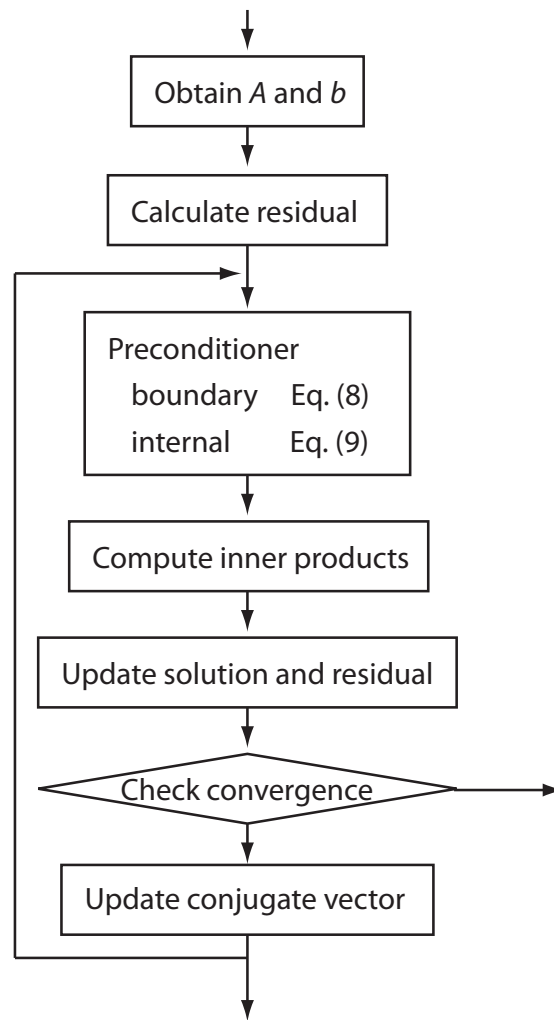 Obtain A and b
Calculate residual
Preconditioner
boundary Eq. (8)
internal Eq. (9)
Compute inner products
Update solution and residual
Check convergence
Update conjugate vector